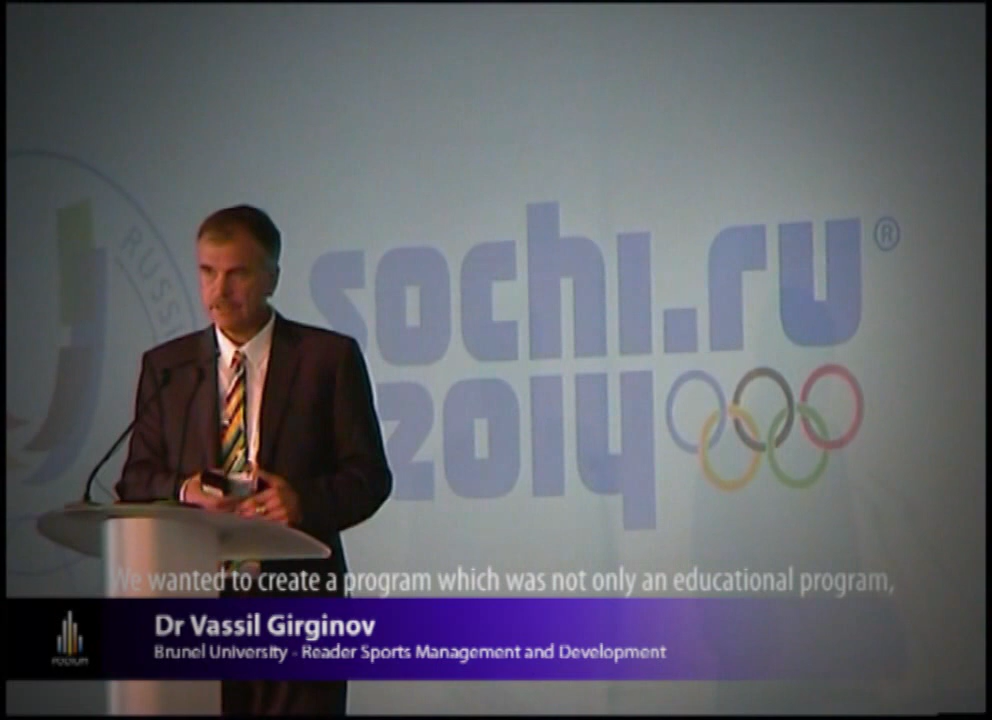 RUSSI
sochi.ru®
2014
We wanted to create a program which was not only an educational program,
Dr Vassil Girginov
Brunel University - Reader Sports Management and Development
PODIUM